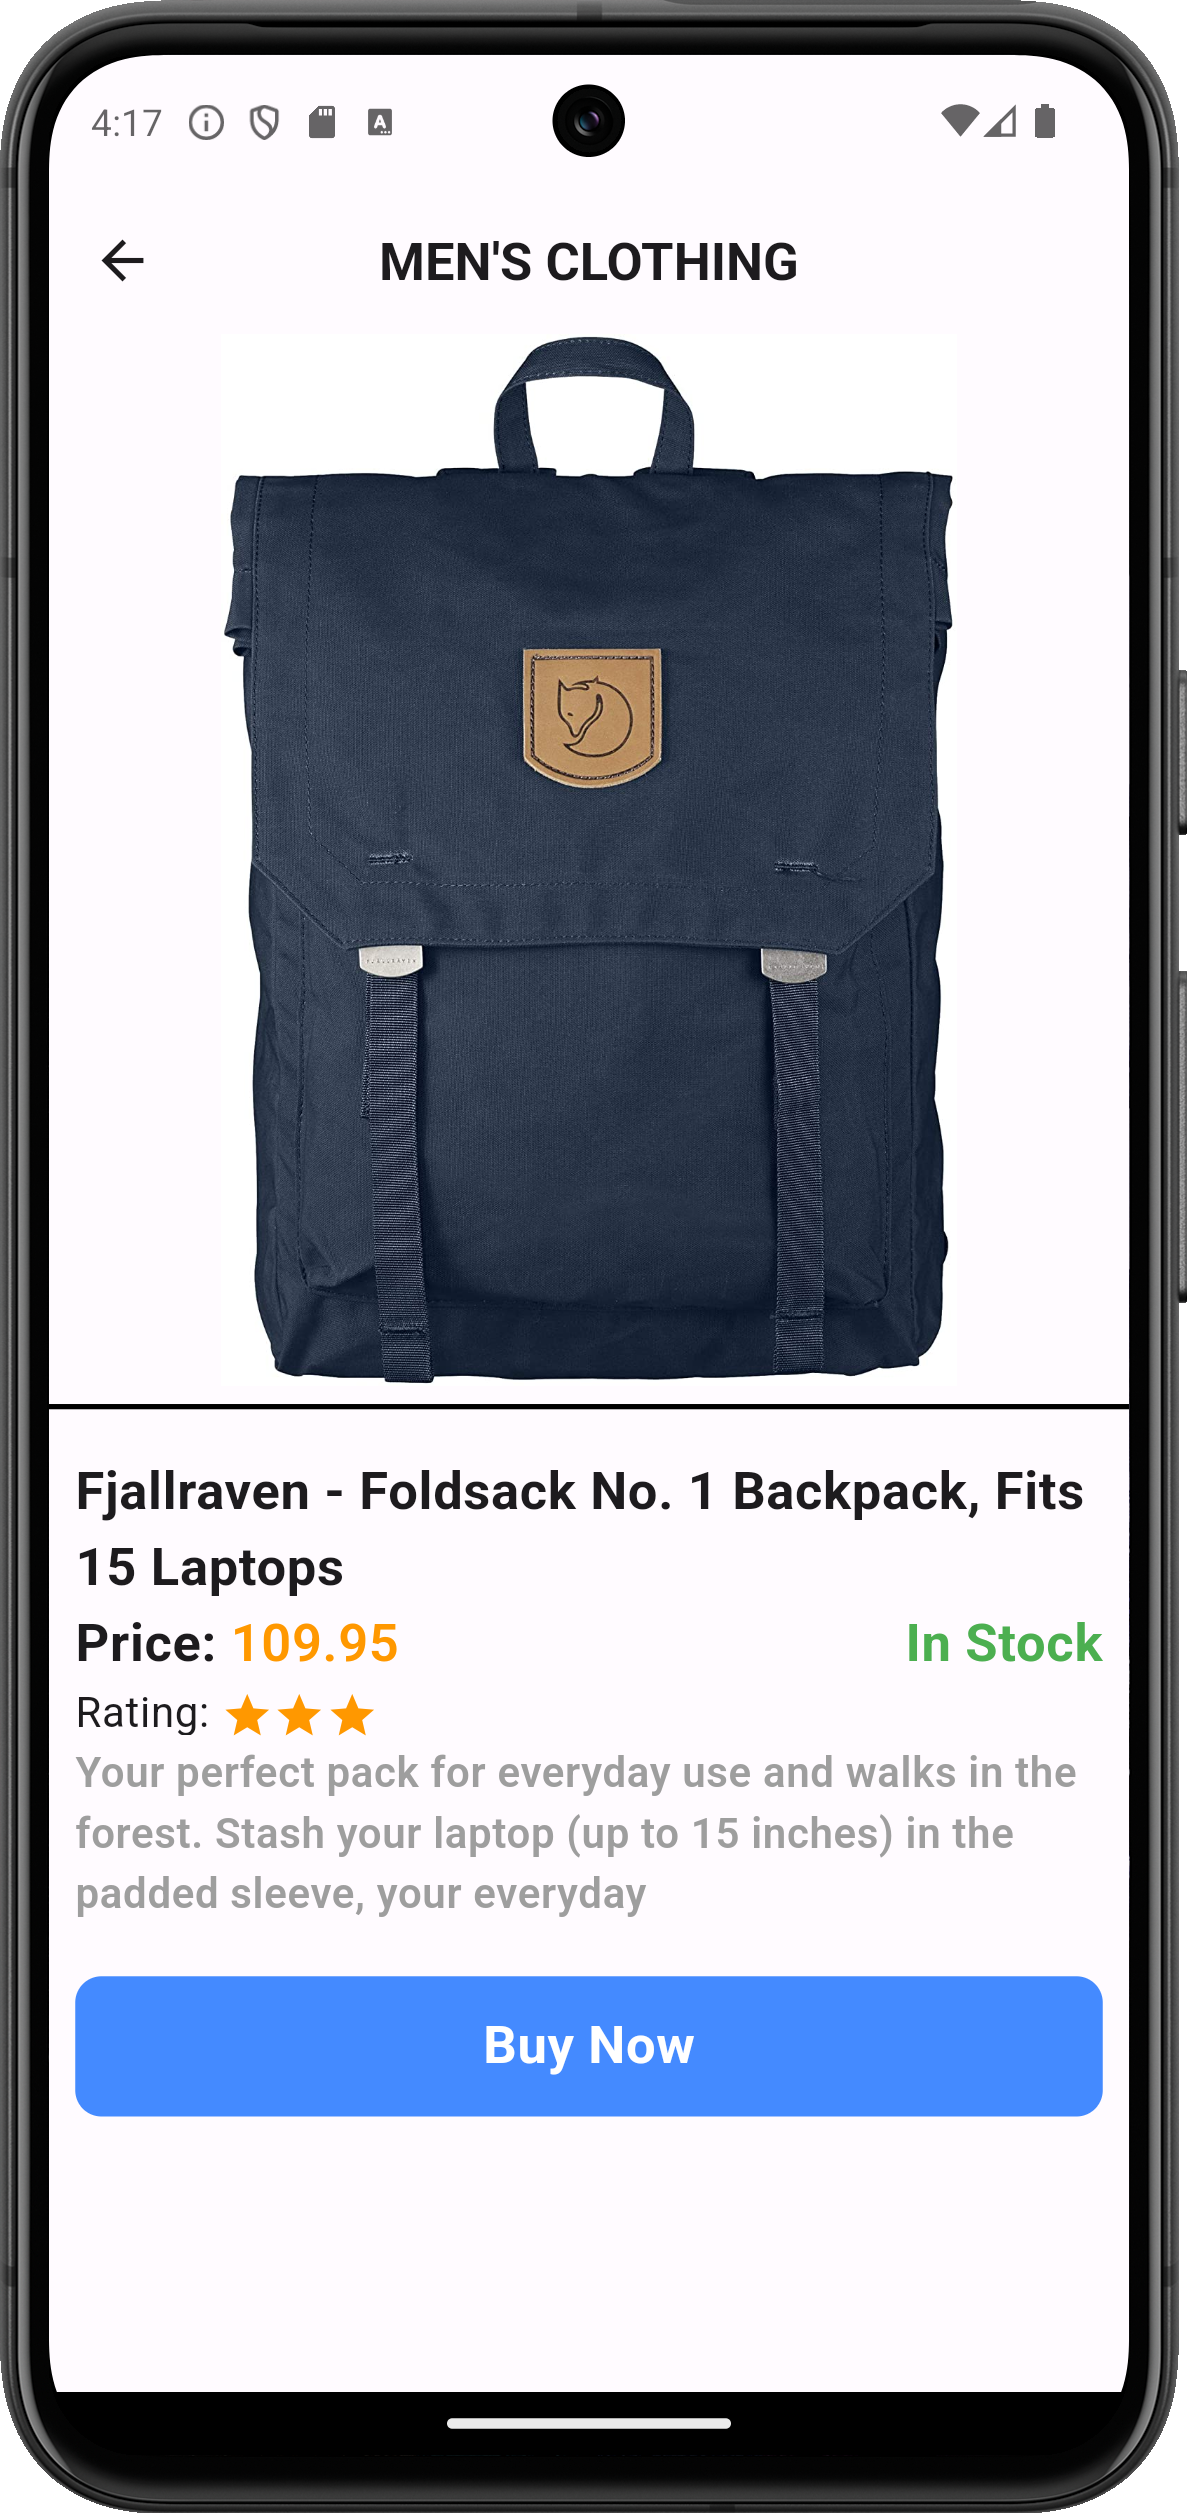 4:17
MEN'S CLOTHING
Fjallraven - Foldsack No. 1 Backpack, Fits
15 Laptops
Price: 109.95
In Stock
Rating:
Your perfect pack for everyday use and walks in the
forest. Stash your laptop (up to 15 inches) in the
padded sleeve, your everyday
Buy Now